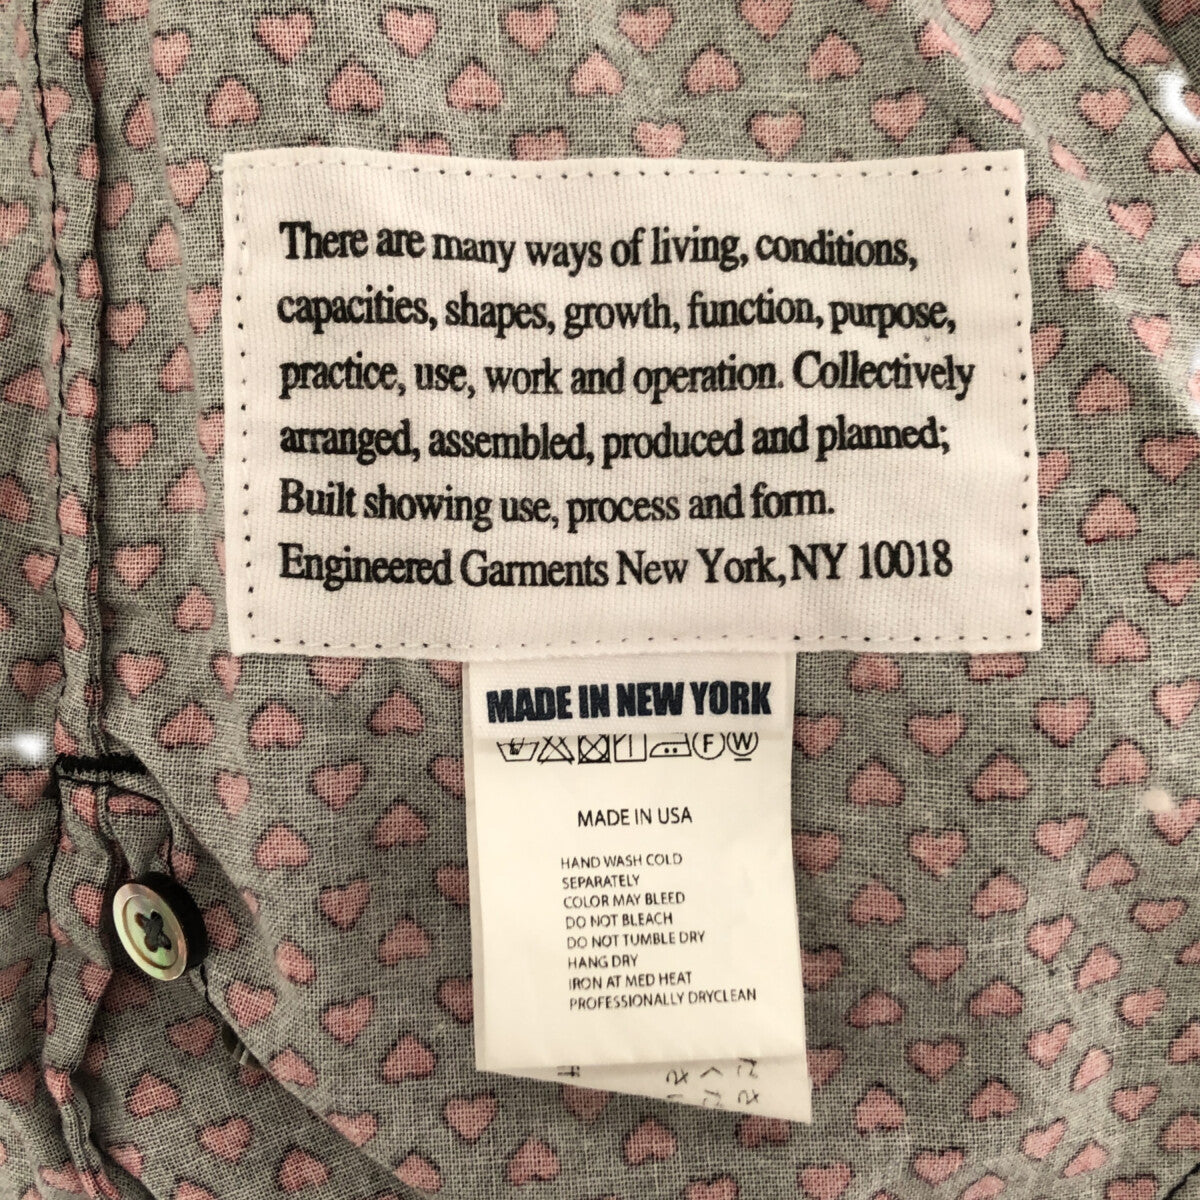 There are many ways of living, conditions,
capacities, shapes, growth, function, purpose,
practice, use, work and operation. Collectively
arranged, assembled, produced and planned;
Built showing use, process and form.
Engineered Garments New York, NY 10018
MADE IN NEW YORK
F W
MADE IN USA
HAND WASH COLD
SEPARATELY
COLOR MAY BLEED
DO NOT BLEACH
DO NOT TUMBLE DRY
HANG DRY
IRON AT MED HEAT
PROFESSIONALLY DRYCLEAN